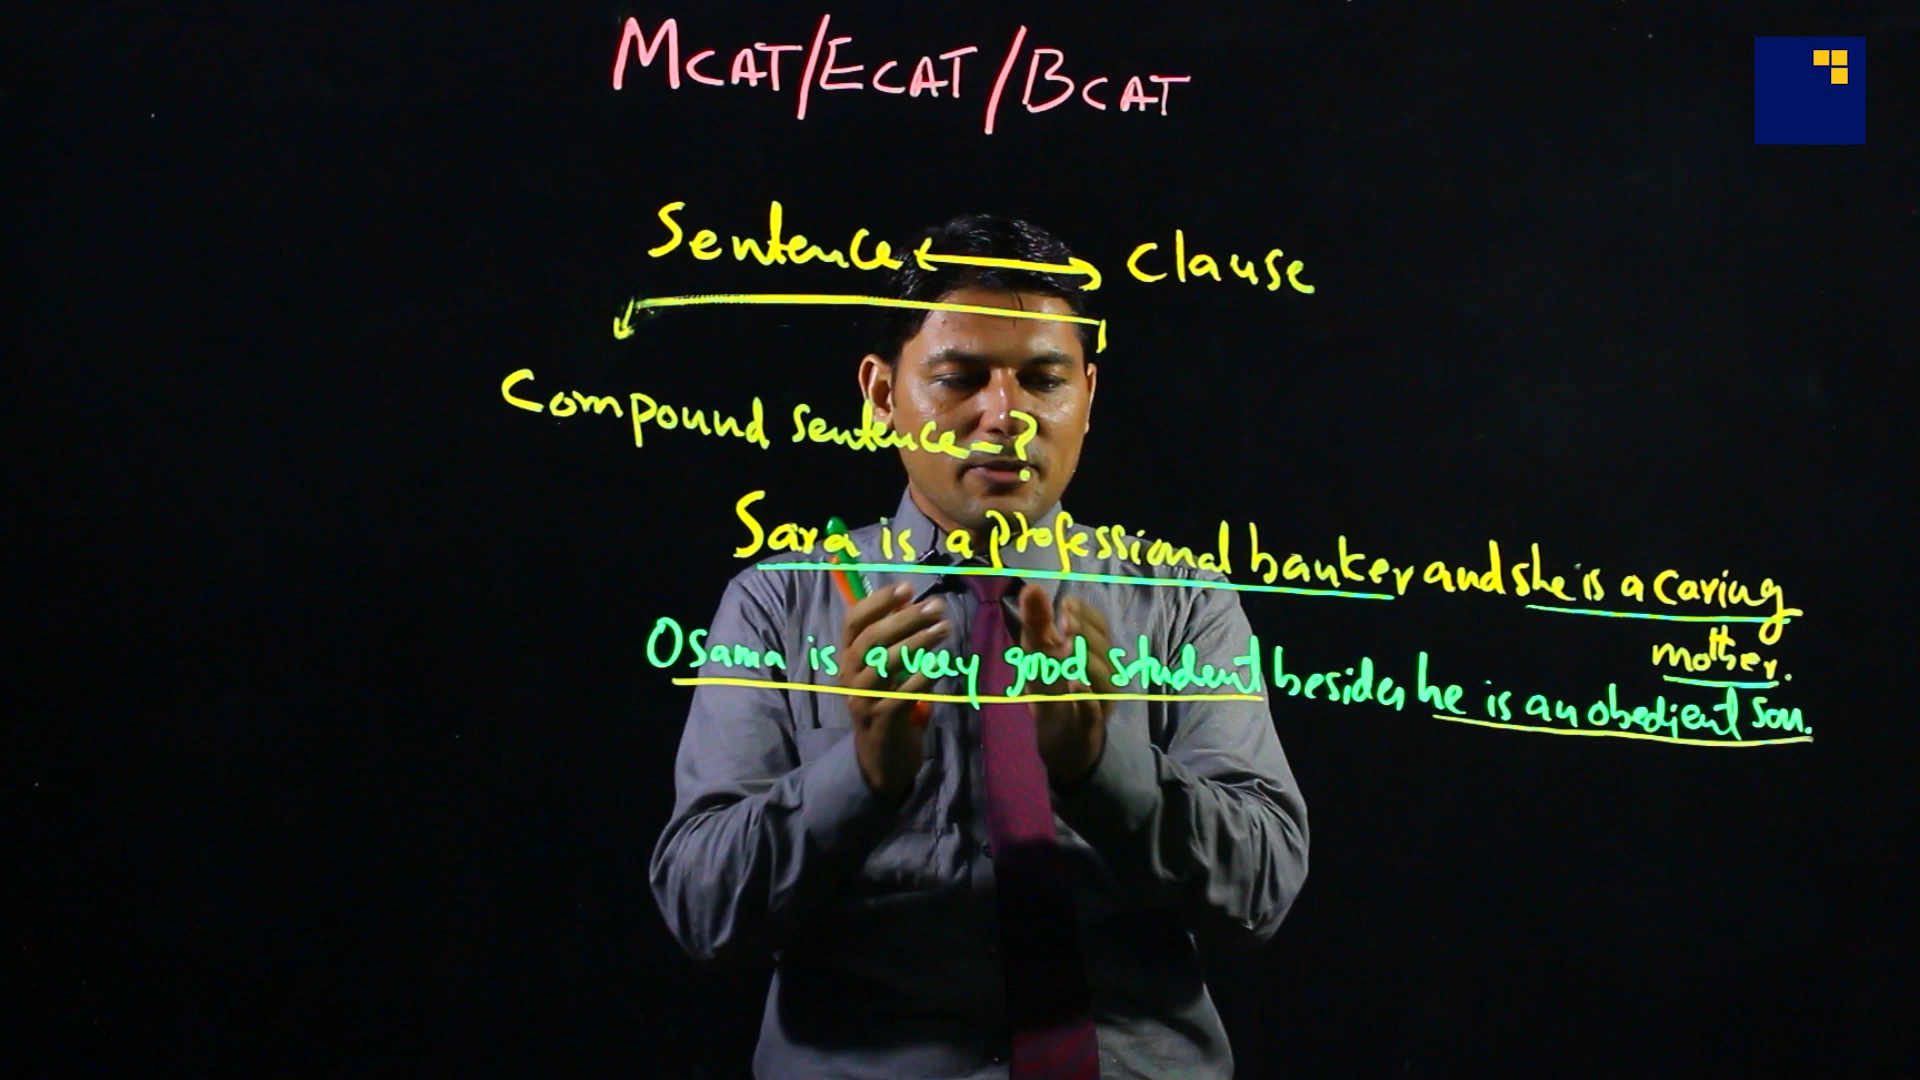 MCAT/ECAT/BCAT
Sentence ↔ Clause
Compound sentence - ?
Sara is a professional banker and she is a caring
mother.
Osama is a very good student besides he is an obedient son.